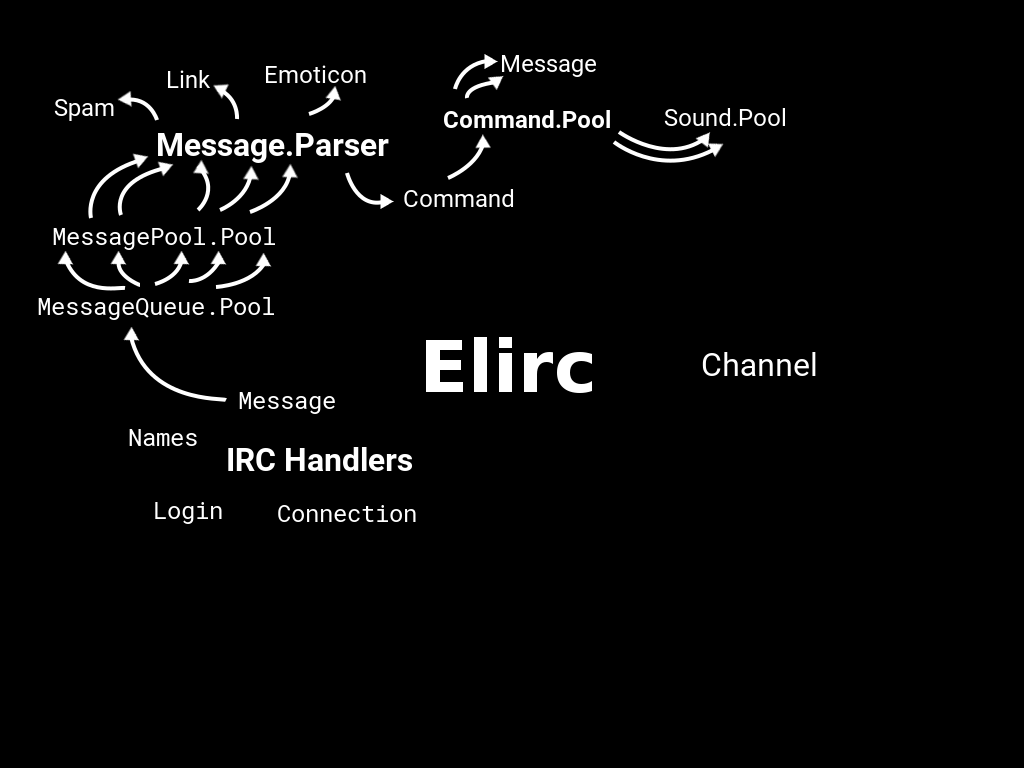 Message
Emoticon
Link
Spam
Command.Pool
Sound.Pool
Message.Parser
Command
MessagePool.Pool
MessageQueue.Pool
Elirc
Channel
Message
Names
IRC Handlers
Login
Connection